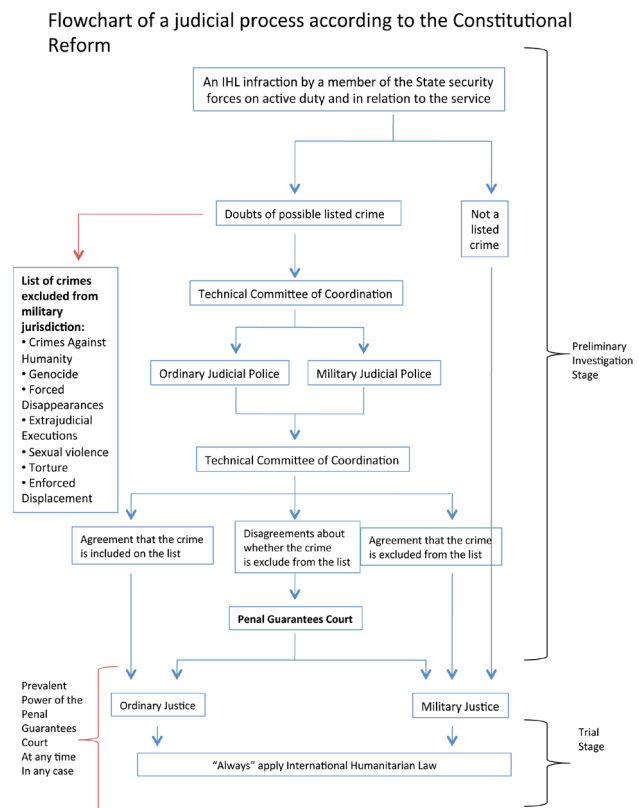 Flowchart of a judicial process according to the Constitutional
Reform
An IHL infraction by a member of the State security
forces on active duty and in relation to the service
Doubts of possible listed crime
Not a
listed
crime
List of crimes
excluded from
military
jurisdiction:
• Crimes Against
Humanity
• Genocide
• Forced
Disappearances
• Extrajudicial
Executions
• Sexual violence
• Torture
• Enforced
Displacement
Technical Committee of Coordination
Ordinary Judicial Police
Military Judicial Police
Preliminary
Investigation
Stage
Technical Committee of Coordination
Agreement that the crime
is included on the list
Disagreements about
whether the crime
is exclude from the list
Agreement that the crime
is excluded from the list
Penal Guarantees Court
Prevalent
Power of the
Penal
Guarantees
Court
At any time
In any case
Ordinary Justice
Military Justice
Trial
Stage
"Always" apply International Humanitarian Law